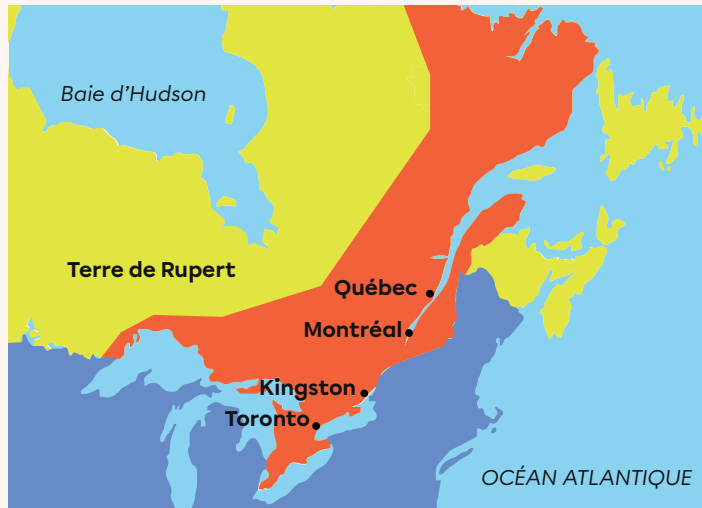 Baie d'Hudson
Terre de Rupert
Québec
Montréal
Kingston
Toronto
OCÉAN ATLANTIQUE